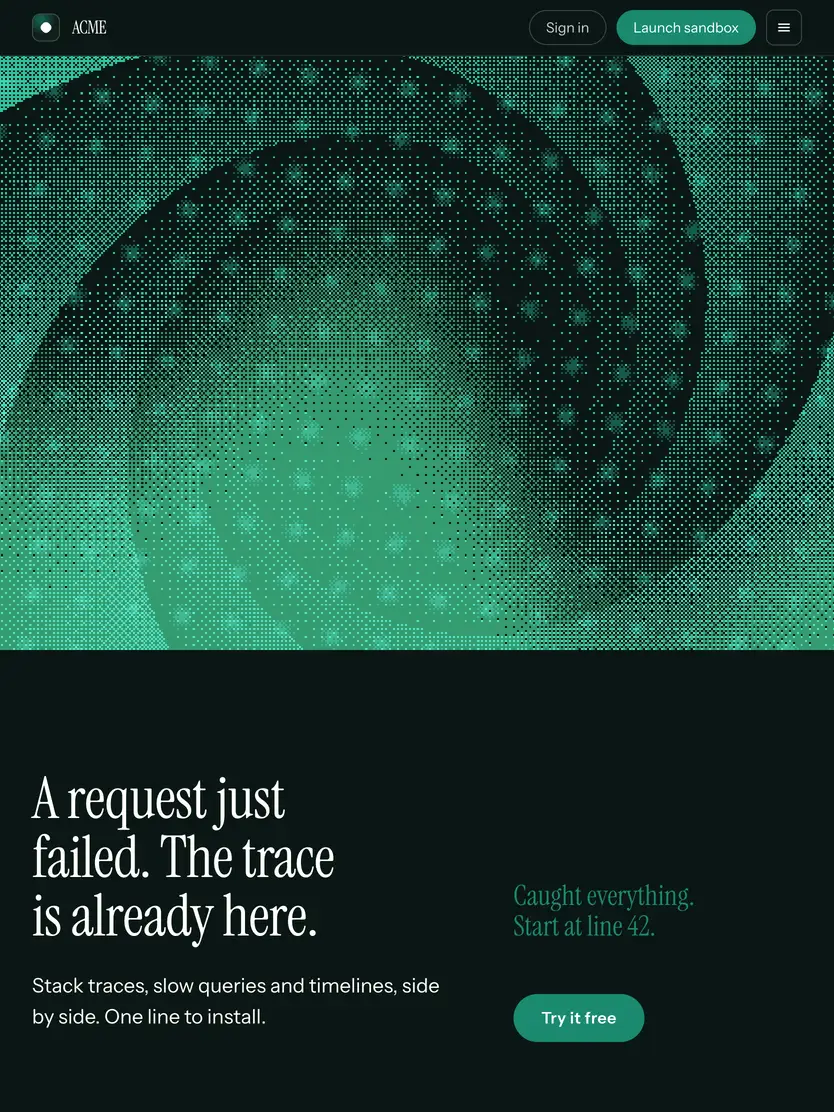 ACME
Sign in
Launch sandbox
A request just
failed. The trace
is already here.
Stack traces, slow queries and timelines, side
by side. One line to install.
Caught everything.
Start at line 42.
Try it free